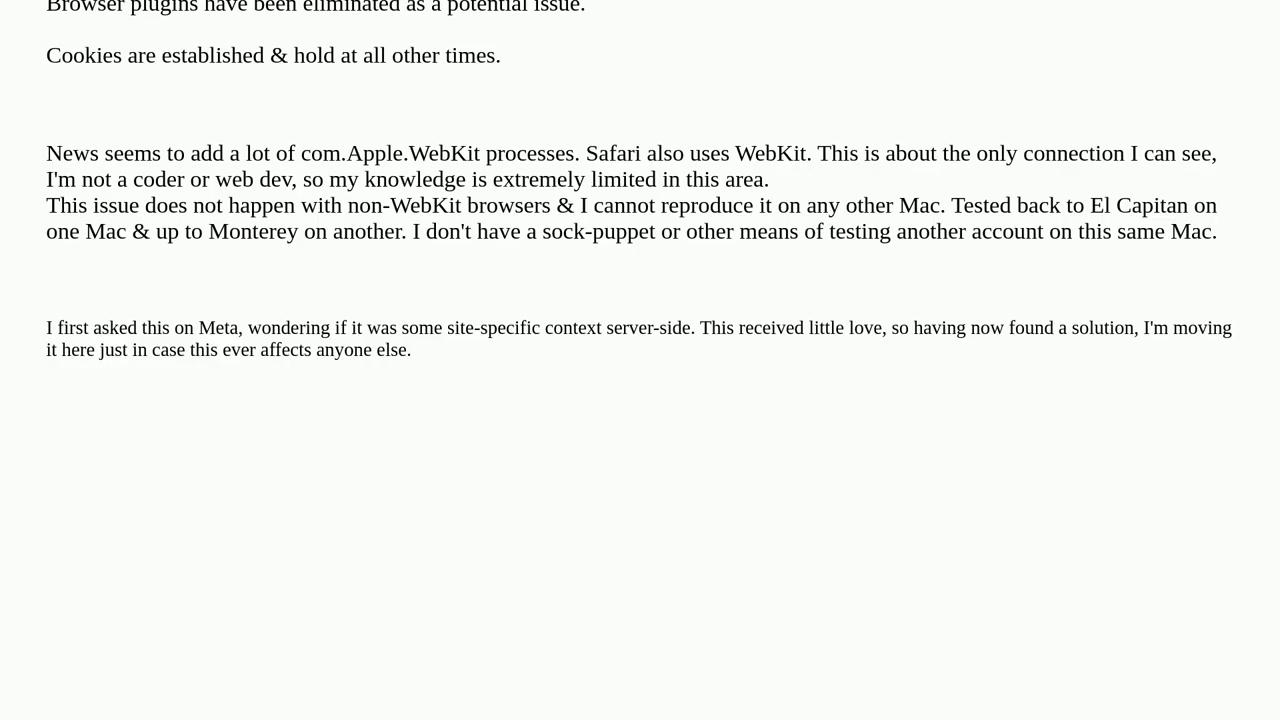 Browser plugins have been eliminated as a potential issue.
Cookies are established & hold at all other times.
News seems to add a lot of com.Apple.WebKit processes. Safari also uses WebKit. This is about the only connection I can see,
I'm not a coder or web dev, so my knowledge is extremely limited in this area.
This issue does not happen with non-WebKit browsers & I cannot reproduce it on any other Mac. Tested back to El Capitan on
one Mac & up to Monterey on another. I don't have a sock-puppet or other means of testing another account on this same Mac.
I first asked this on Meta, wondering if it was some site-specific context server-side. This received little love, so having now found a solution, I'm moving
it here just in case this ever affects anyone else.